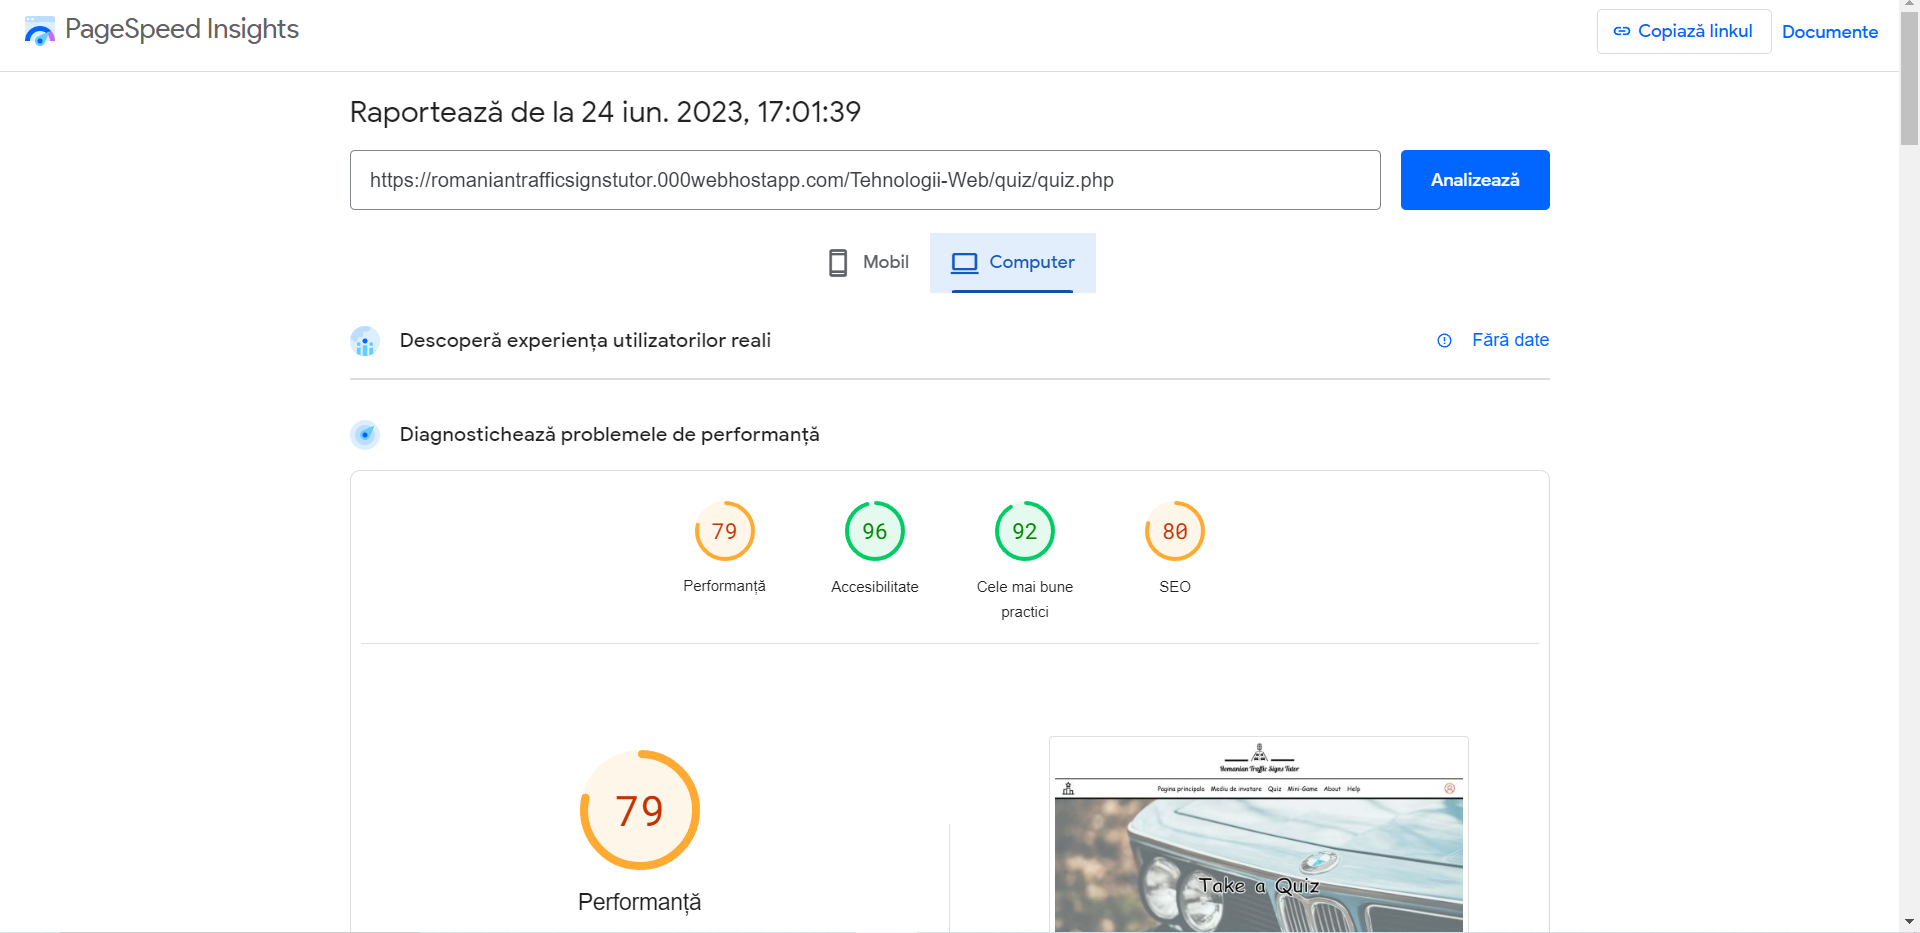 PageSpeed Insights
Copiază linkul
Documente
Raportează de la 24 iun. 2023, 17:01:39
https://romaniantrafficsignstutor.000webhostapp.com/Tehnologii-Web/quiz/quiz.php
Analizează
Mobil
Computer
Descoperă experiența utilizatorilor reali
Fără date
Diagnostichează problemele de performanță
79
96
92
80
Performanță
Accesibilitate
Cele mai bune
practici
SEO
Romanian Traffic Signs Tutor
Pagina principala Mediu de invatare Quiz Mini-Game About Help
79
Take a Quiz
Performanță